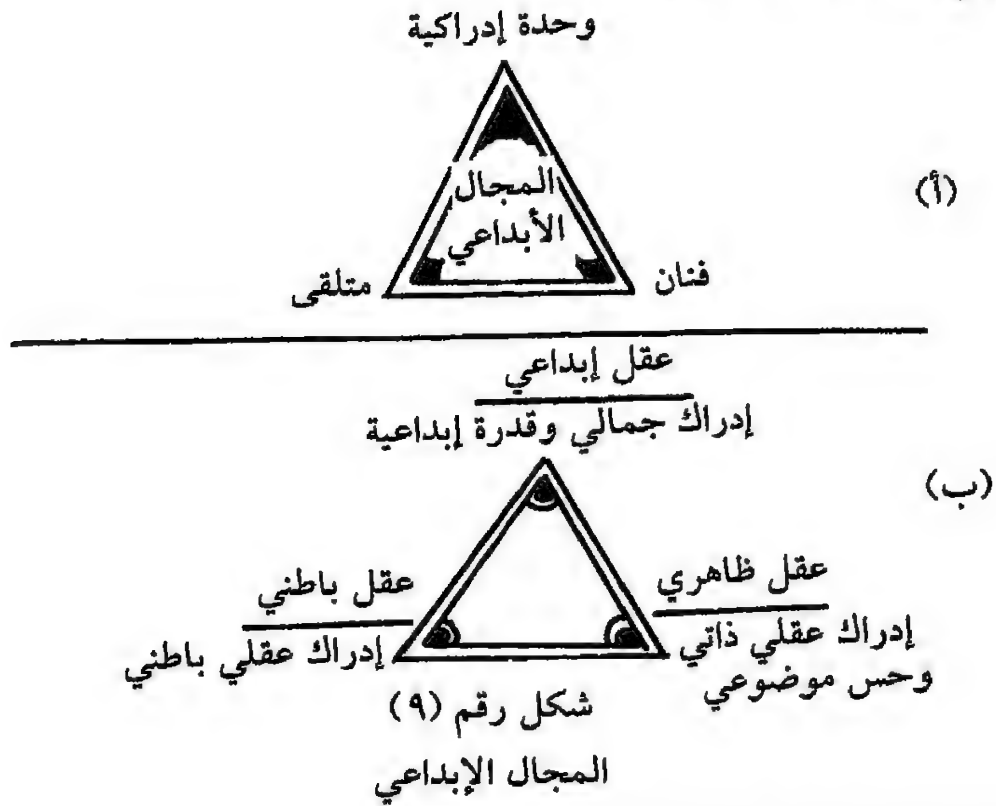 وحدة إدراكية
(أ)
المجال
الأبداعي
فنان
متلقى
عقل إبداعي
إدراك جمالي وقدرة إبداعية
(ب)
عقل ظاهري
إدراك عقلي ذاتي
وحس موضوعي
عقل باطني
إدراك عقلي باطني
شكل رقم (٩)
المجال الإبداعي